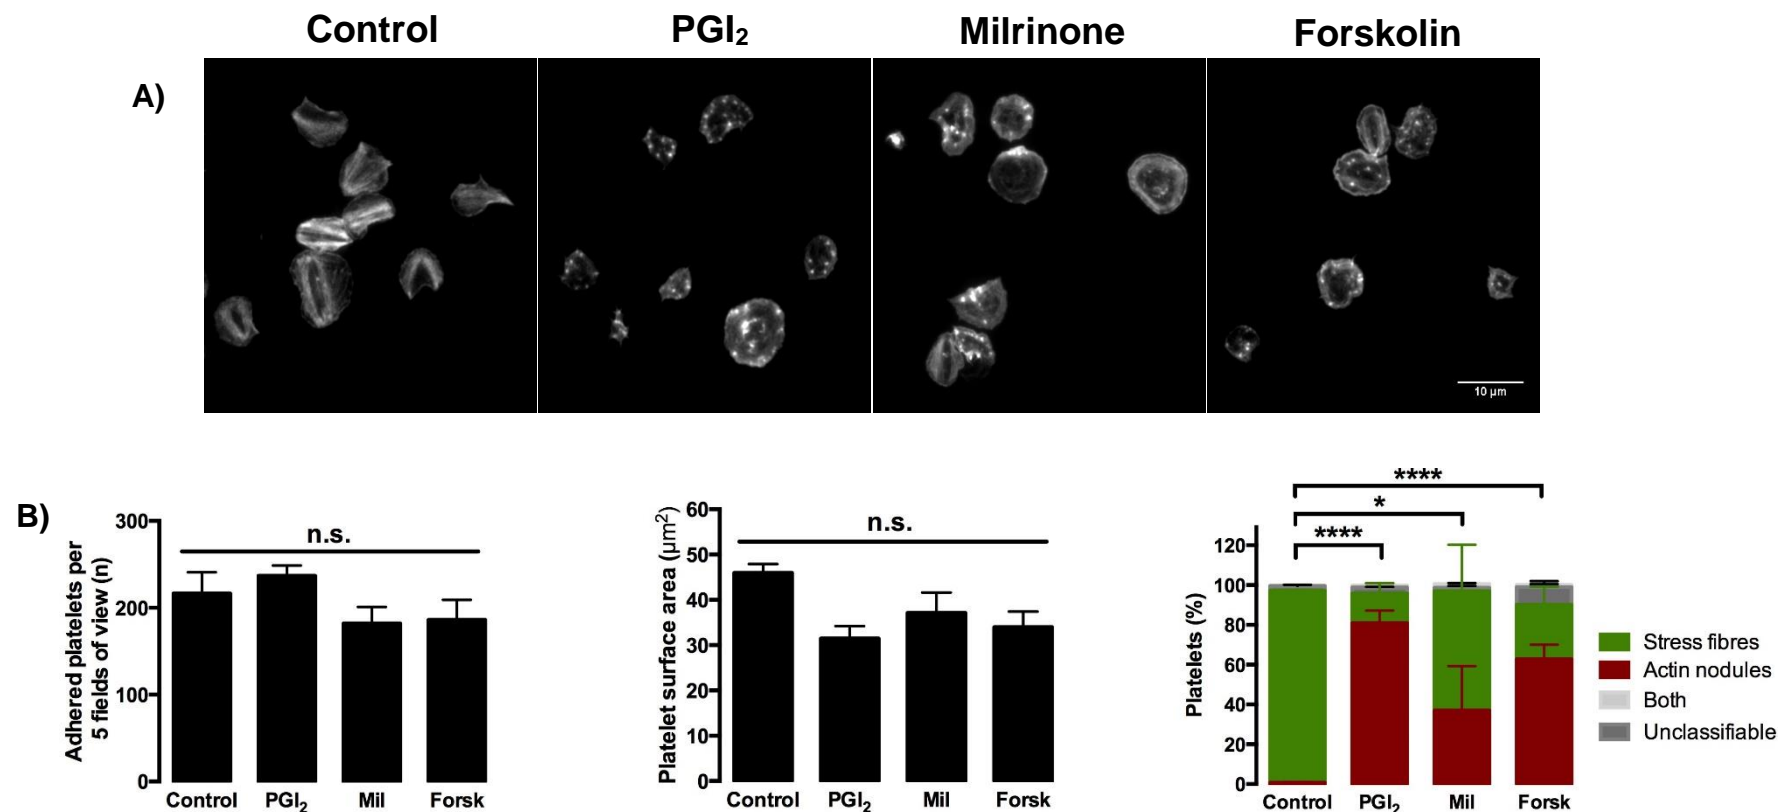 Control PGI₂ Milrinone Forskolin
A)
10 µm
B)
Adhered platelets per
5 fields of view (n)
300
200
100
0
n.s.
Control PGI₂ Mil Forsk
Platelet surface area (µm²)
60
50
40
30
20
10
0
n.s.
Control PGI₂ Mil Forsk
Platelets (%)
120
100
80
60
40
20
0
****
*
****
Control PGI₂ Mil Forsk
Stress fibres
Actin nodules
Both
Unclassifiable